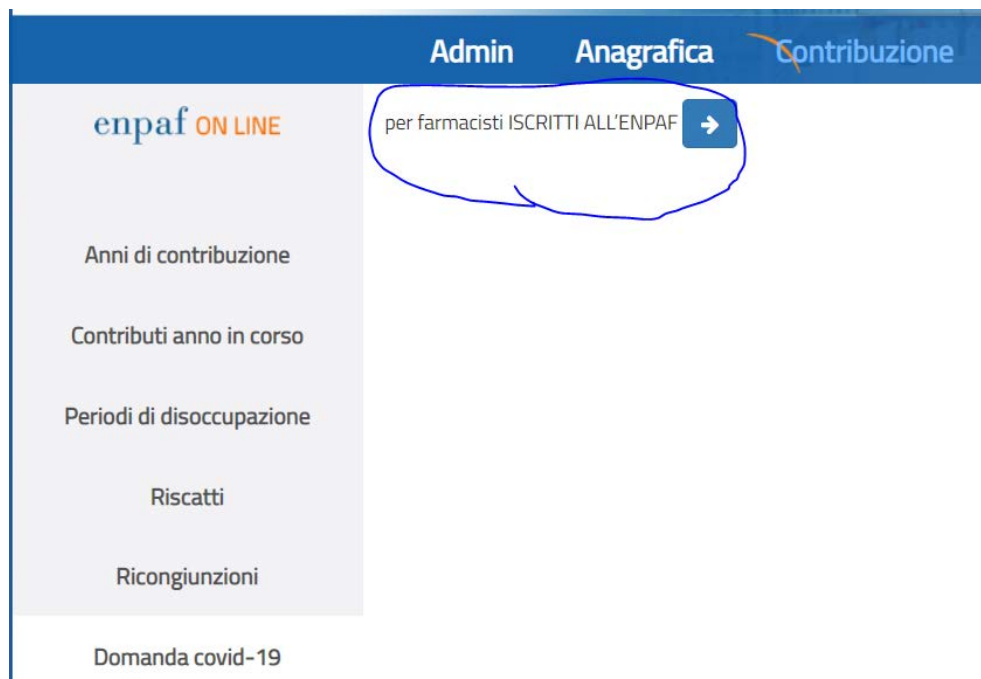 Admin Anagrafica Contribuzione
enpaf ON LINE
per farmacisti ISCRITTI ALL'ENPAF
Anni di contribuzione
Contributi anno in corso
Periodi di disoccupazione
Riscatti
Ricongiunzioni
Domanda covid-19